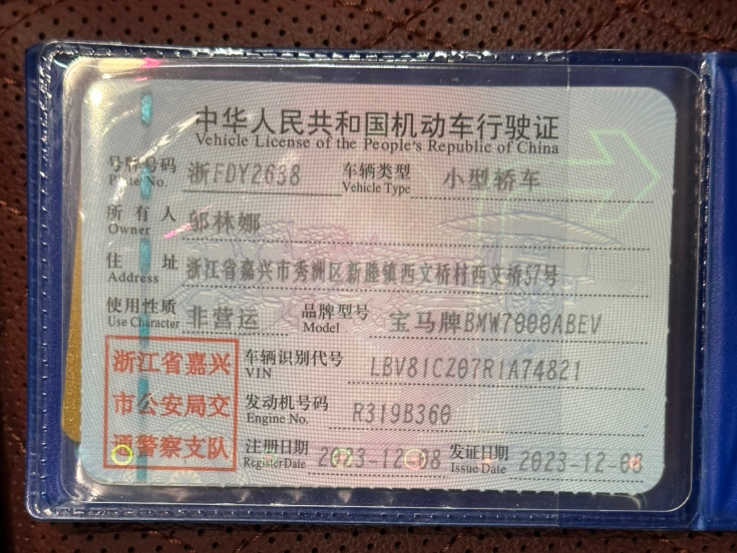 中华人民共和国机动车行驶证
Vehicle License of the People's Republic of China
号牌号码 浙FDY2638 车辆类型 小型轿车
Plate No. Vehicle Type
所有人 邬林娜
Owner
住址 浙江省嘉兴市秀洲区新塍镇西文桥村西文桥57号
Address
使用性质 非营运 品牌型号 宝马牌BMW7000ABEV
Use Character Model
浙江省嘉兴 车辆识别代号 LBV81CZ07R1A74821
VIN
市公安局交 发动机号码 R319B360
Engine No.
通警察支队 注册日期 2023-12-08 发证日期 2023-12-08
Register Date Issue Date